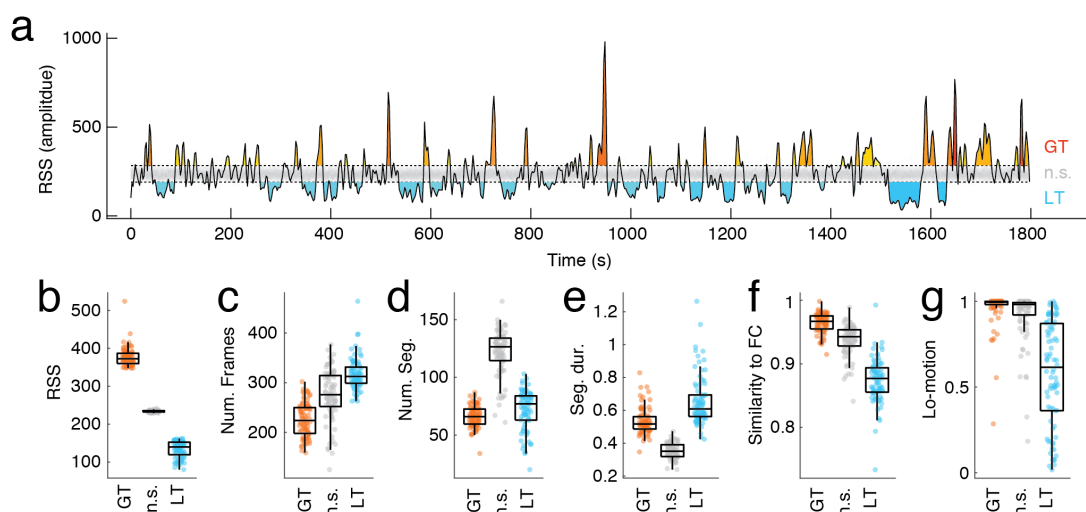 a
RSS (amplitdue)
1000
500
0
GT
n.s.
LT
0 200 400 600 800 1000 1200 1400 1600 1800
Time (s)
b
RSS
500
400
300
200
100
GT n.s. LT
c
Num. Frames
400
300
200
GT n.s. LT
d
Num. Seg.
150
100
50
GT n.s. LT
e
Seg. dur.
1.2
1.0
0.8
0.6
0.4
0.2
GT n.s. LT
f
Similarity to FC
1
0.9
0.8
GT n.s. LT
g
Lo-motion
1
0.5
0
GT n.s. LT